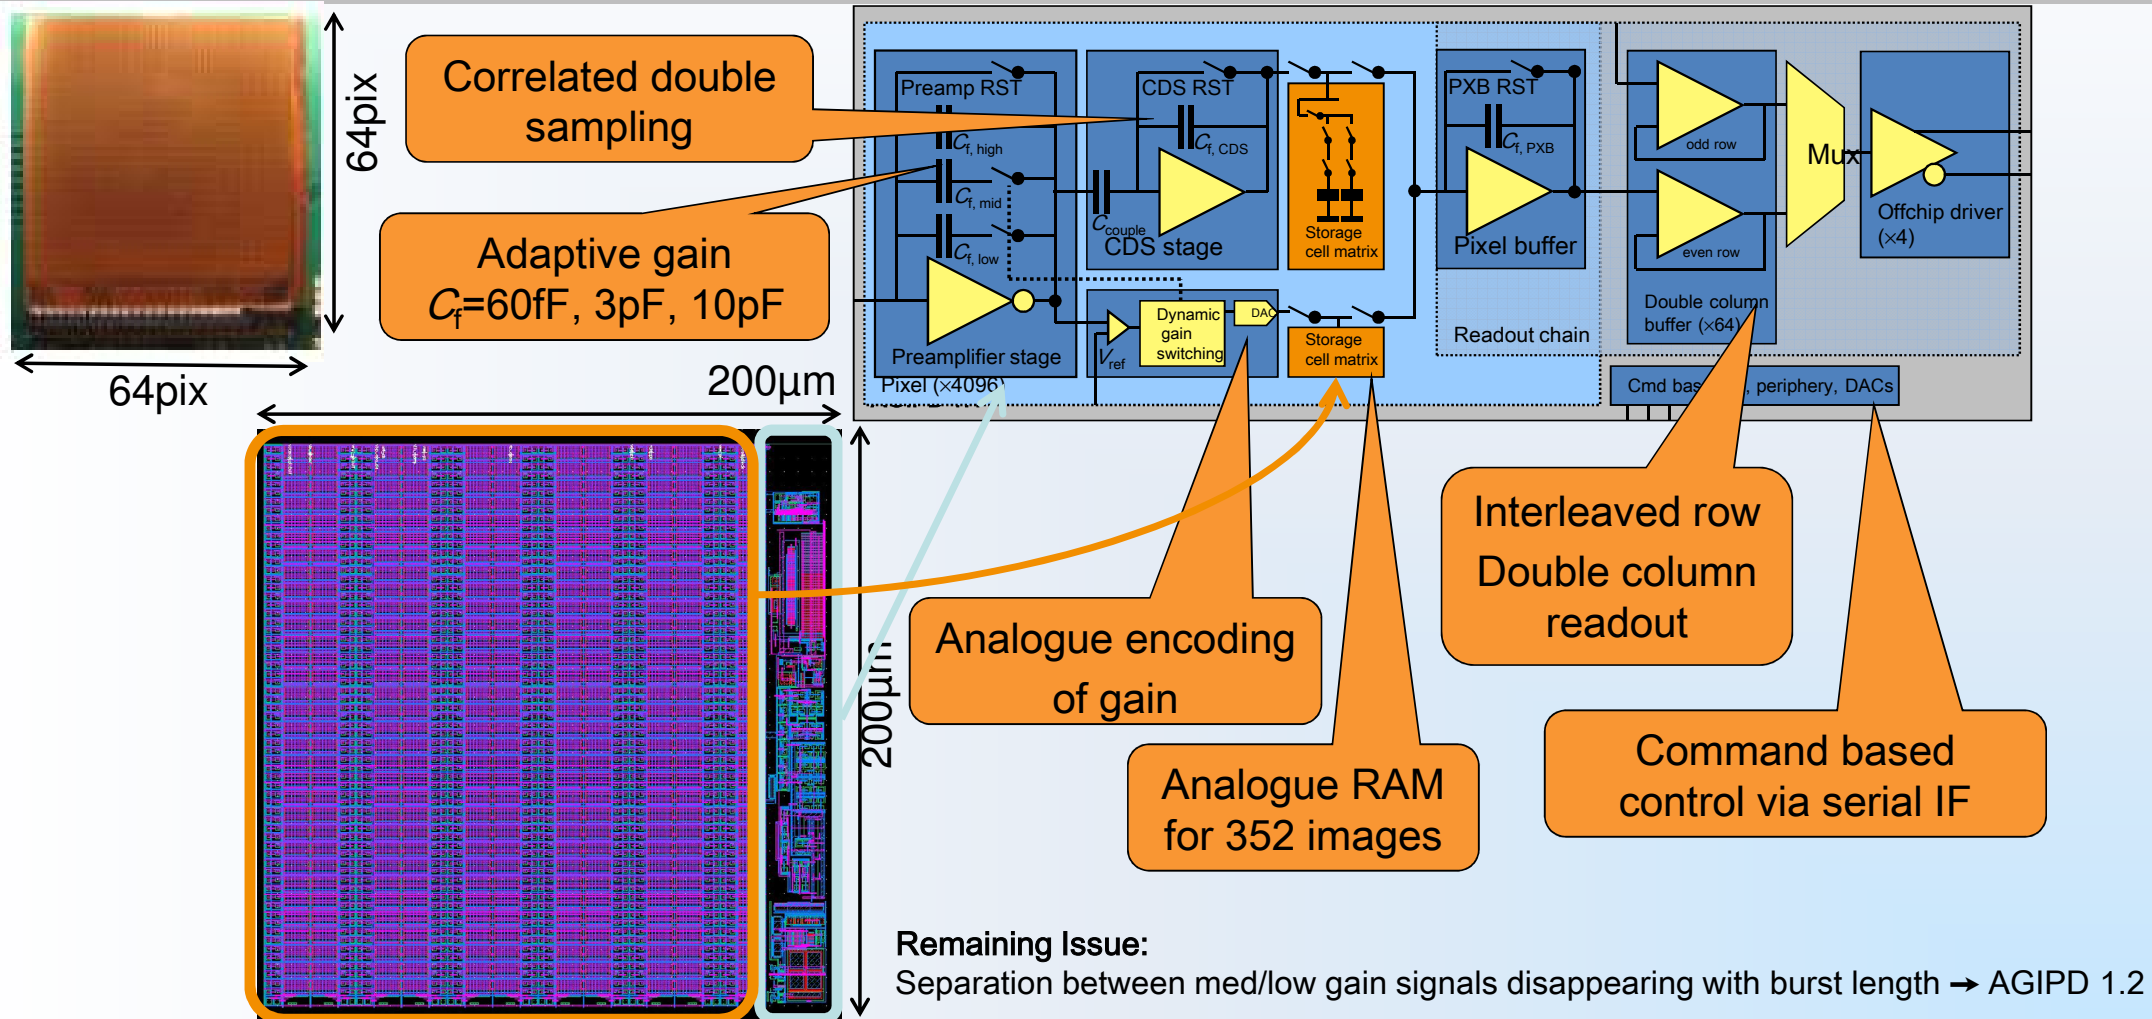 64pix
64pix
Correlated double
sampling
Adaptive gain
Cf=60fF, 3pF, 10pF
200µm
200µm
Preamp RST
Cf, high
Cf, mid
Cf, low
Preamplifier stage
Pixel (×4096)
CDS RST
Cf, CDS
Ccouple
CDS stage
Vref
Dynamic
gain
switching
DAC
Storage
cell matrix
Storage
cell matrix
PXB RST
Cf, PXB
Pixel buffer
Readout chain
odd row
even row
Double column
buffer (×64)
Mux
Offchip driver
(×4)
Cmd bas , periphery, DACs
Analogue encoding
of gain
Analogue RAM
for 352 images
Interleaved row
Double column
readout
Command based
control via serial IF
Remaining Issue:
Separation between med/low gain signals disappearing with burst length → AGIPD 1.2